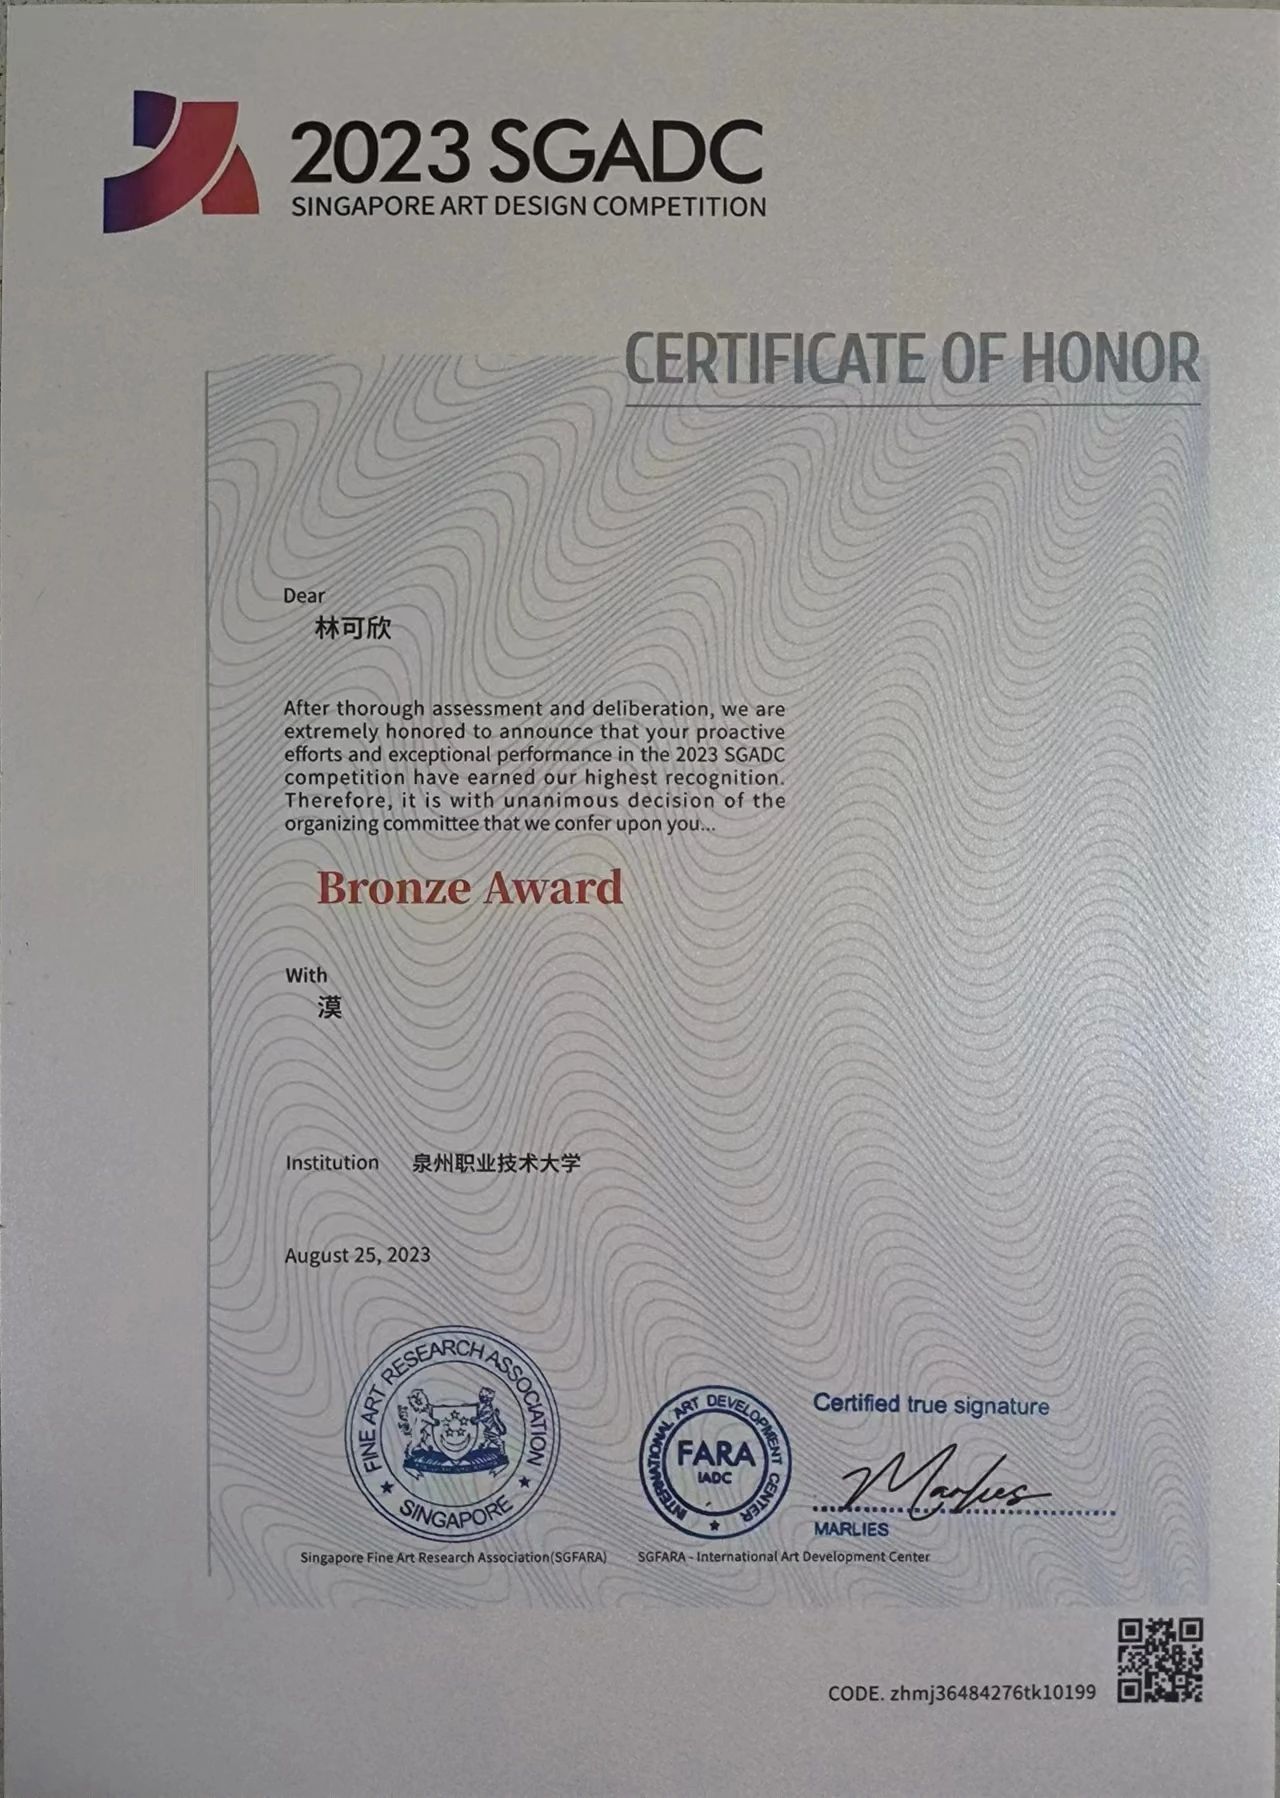 2023 SGADC
SINGAPORE ART DESIGN COMPETITION
CERTIFICATE OF HONOR
Dear
林可欣
After thorough assessment and deliberation, we are
extremely honored to announce that your proactive
efforts and exceptional performance in the 2023 SGADC
competition have earned our highest recognition.
Therefore, it is with unanimous decision of the
organizing committee that we confer upon you...
Bronze Award
With
漠
Institution 泉州职业技术大学
August 25, 2023
FINE ART RESEARCH ASSOCIATION
SINGAPORE
INTERNATIONAL ART DEVELOPMENT CENTER
FARA
IADC
Certified true signature
Marlies
MARLIES
Singapore Fine Art Research Association(SGFARA)
SGFARA - International Art Development Center
CODE. zhmj36484276tk10199